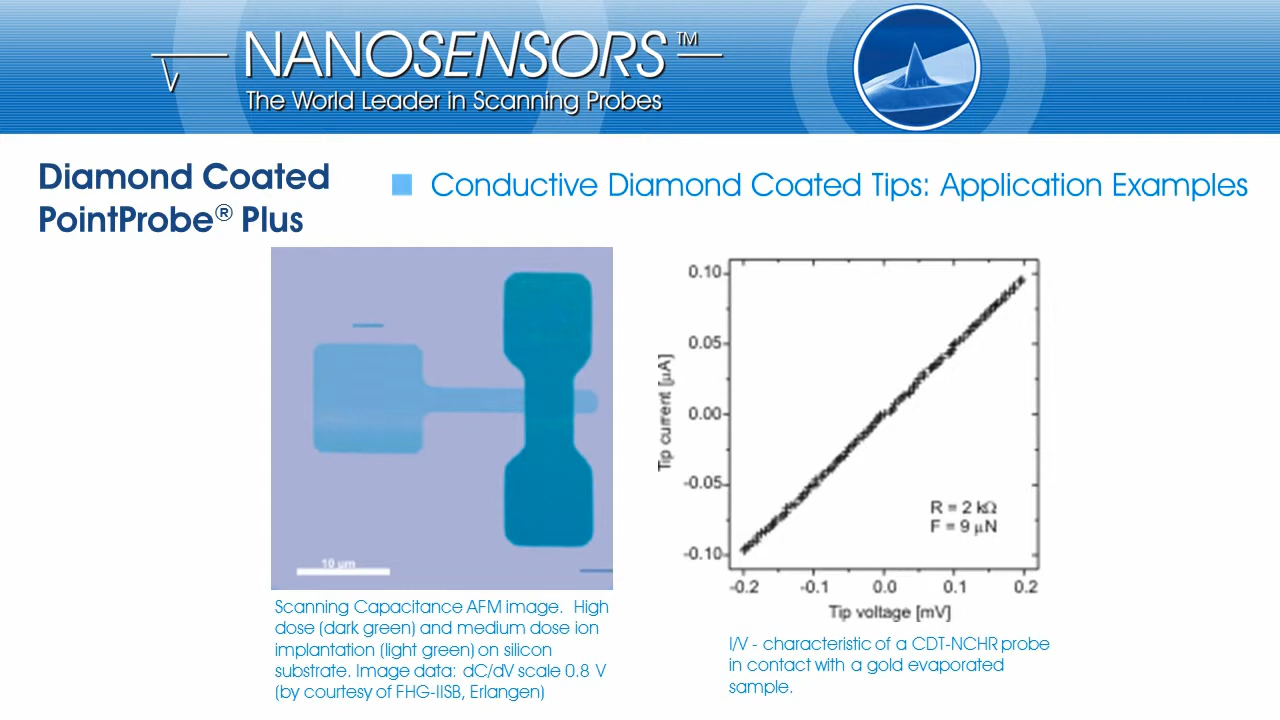 NANOSENSORS™
The World Leader in Scanning Probes
Diamond Coated
PointProbe® Plus
Conductive Diamond Coated Tips: Application Examples
10 µm
Scanning Capacitance AFM image. High
dose (dark green) and medium dose ion
implantation (light green) on silicon
substrate. Image data: dC/dV scale 0.8 V
(by courtesy of FHG-IISB, Erlangen)
Tip current [µA]
0.10
0.05
0.00
-0.05
-0.10
R = 2 kΩ
F = 9 µN
-0.2 -0.1 0.0 0.1 0.2
Tip voltage [mV]
I/V - characteristic of a CDT-NCHR probe
in contact with a gold evaporated
sample.